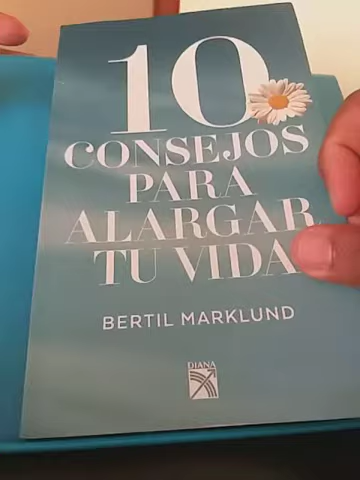 10
CONSEJOS
PARA
ALARGAR
TU VIDA
BERTIL MARKLUND
DIANA